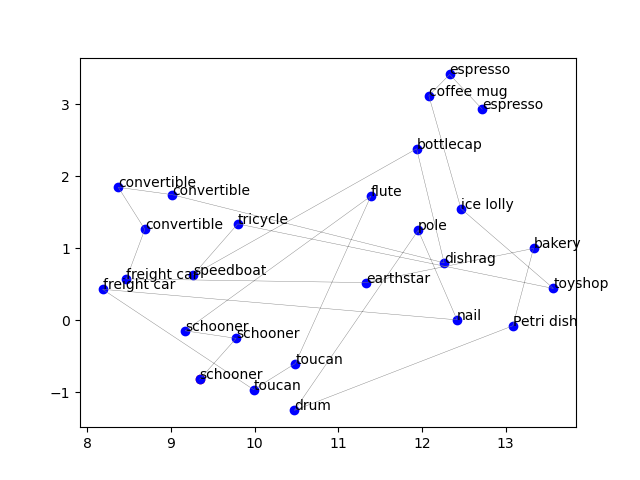 espresso
coffee mug
espresso
bottlecap
convertible
convertible
flute
ice lolly
tricycle
convertible
pole
bakery
dishrag
freight car
speedboat
earthstar
toyshop
freight car
nail
Petri dish
schooner
schooner
toucan
schooner
toucan
drum
3
2
1
0
−1
8
9
10
11
12
13